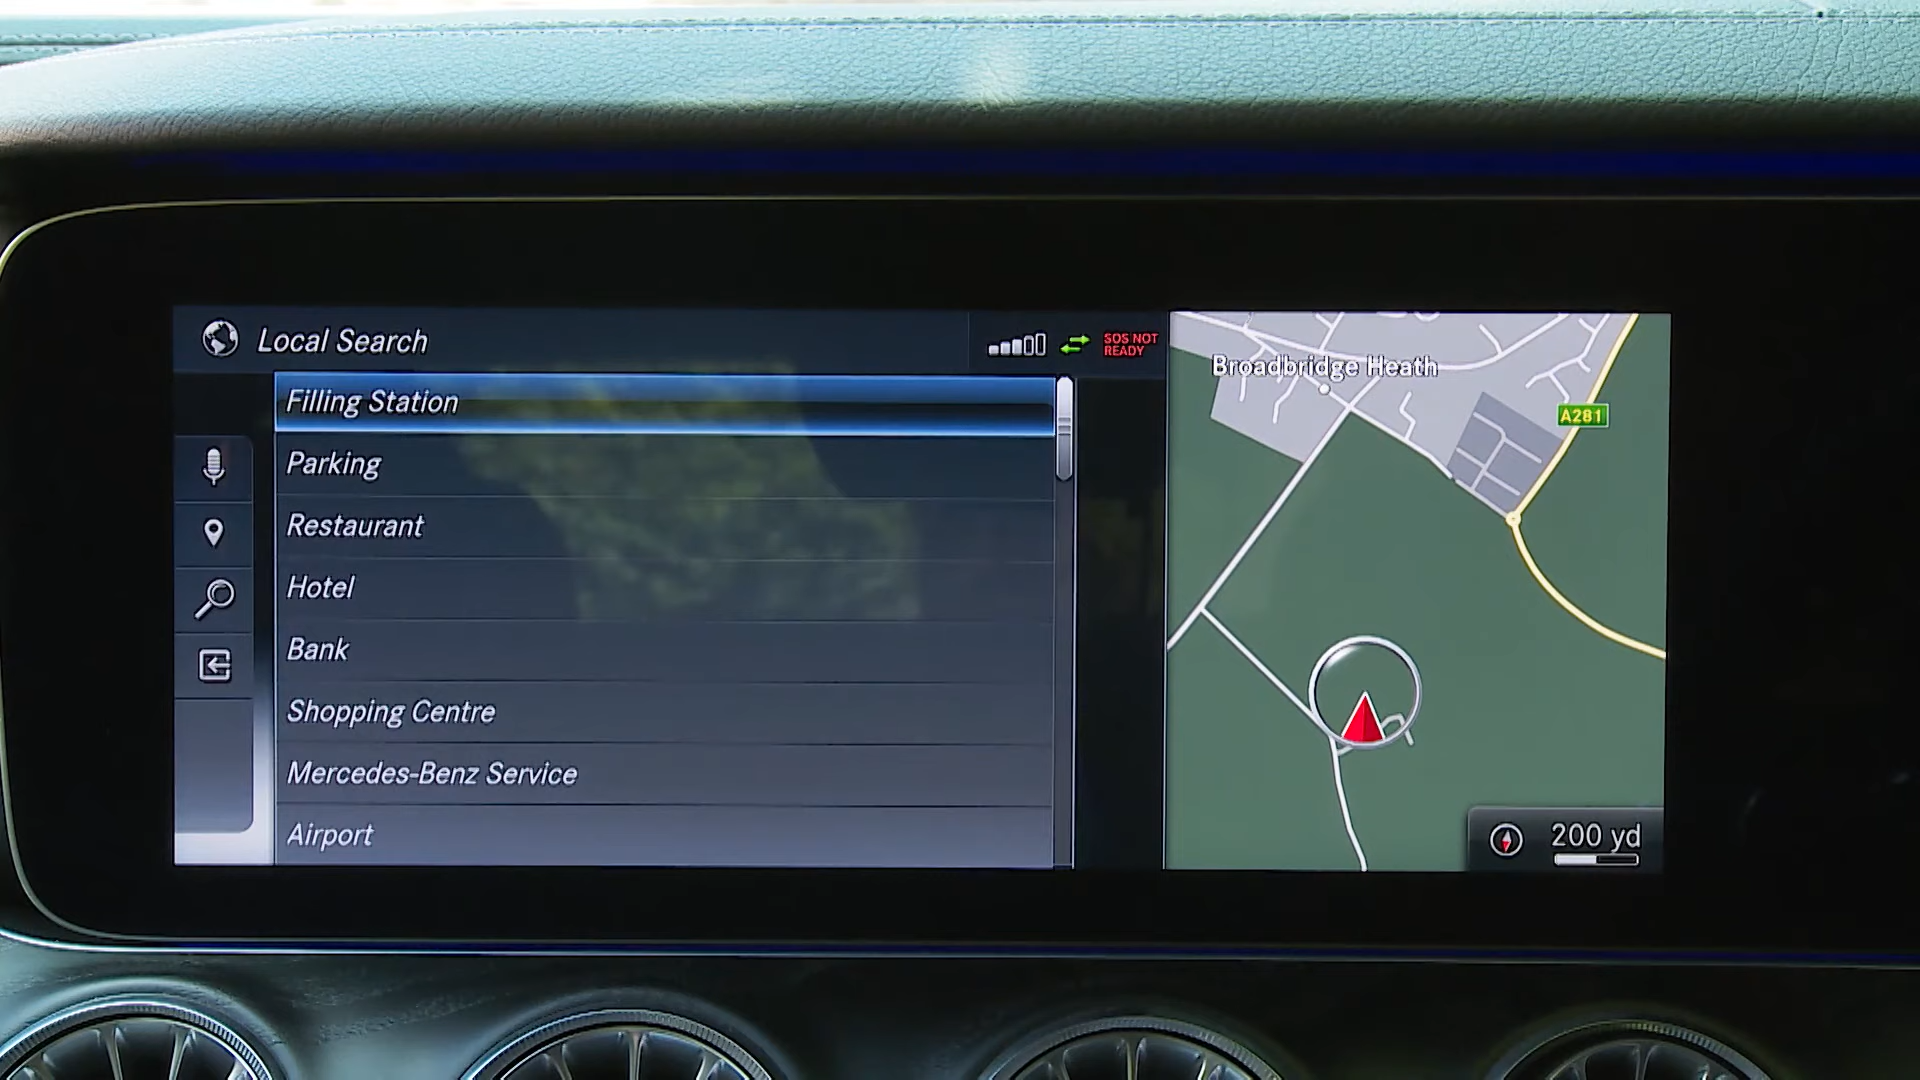 Local Search
SOS NOT
READY
Filling Station
Parking
Restaurant
Hotel
Bank
Shopping Centre
Mercedes-Benz Service
Airport
Broadbridge Heath
A281
200 yd